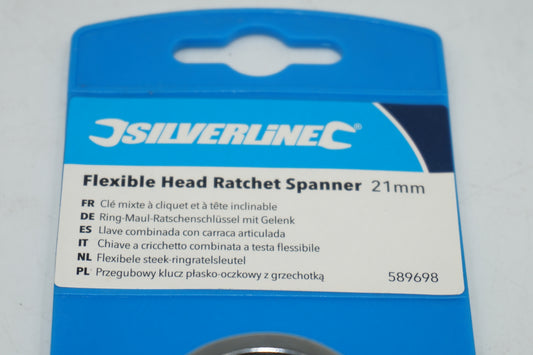 SILVERLINE®
Flexible Head Ratchet Spanner 21mm
FR Clé mixte à cliquet et à tête inclinable
DE Ring-Maul-Ratschenschlüssel mit Gelenk
ES Llave combinada con carraca articulada
IT Chiave a cricchetto combinata a testa flessibile
NL Flexibele steek-ringratelsleutel
PL Przegubowy klucz płasko-oczkowy z grzechotką
589698